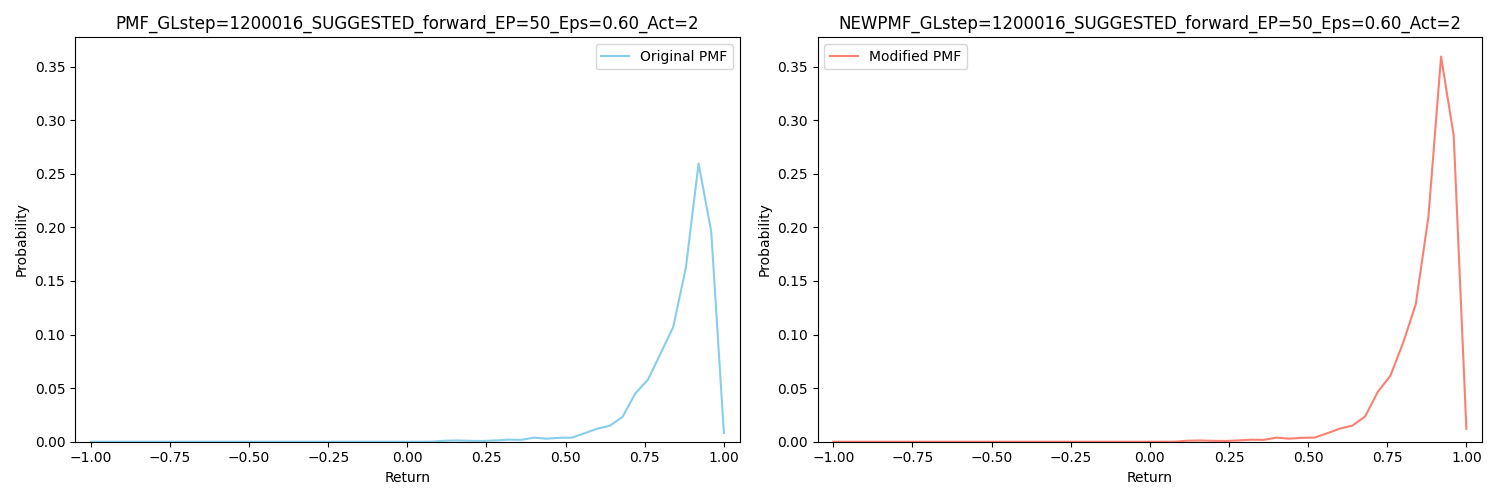 PMF_GLstep=1200016_SUGGESTED_forward_EP=50_Eps=0.60_Act=2
Original PMF
0.35
0.30
0.25
0.20
0.15
0.10
0.05
0.00
Probability
−1.00 −0.75 −0.50 −0.25 0.00 0.25 0.50 0.75 1.00
Return
NEWPMF_GLstep=1200016_SUGGESTED_forward_EP=50_Eps=0.60_Act=2
Modified PMF
0.35
0.30
0.25
0.20
0.15
0.10
0.05
0.00
Probability
−1.00 −0.75 −0.50 −0.25 0.00 0.25 0.50 0.75 1.00
Return